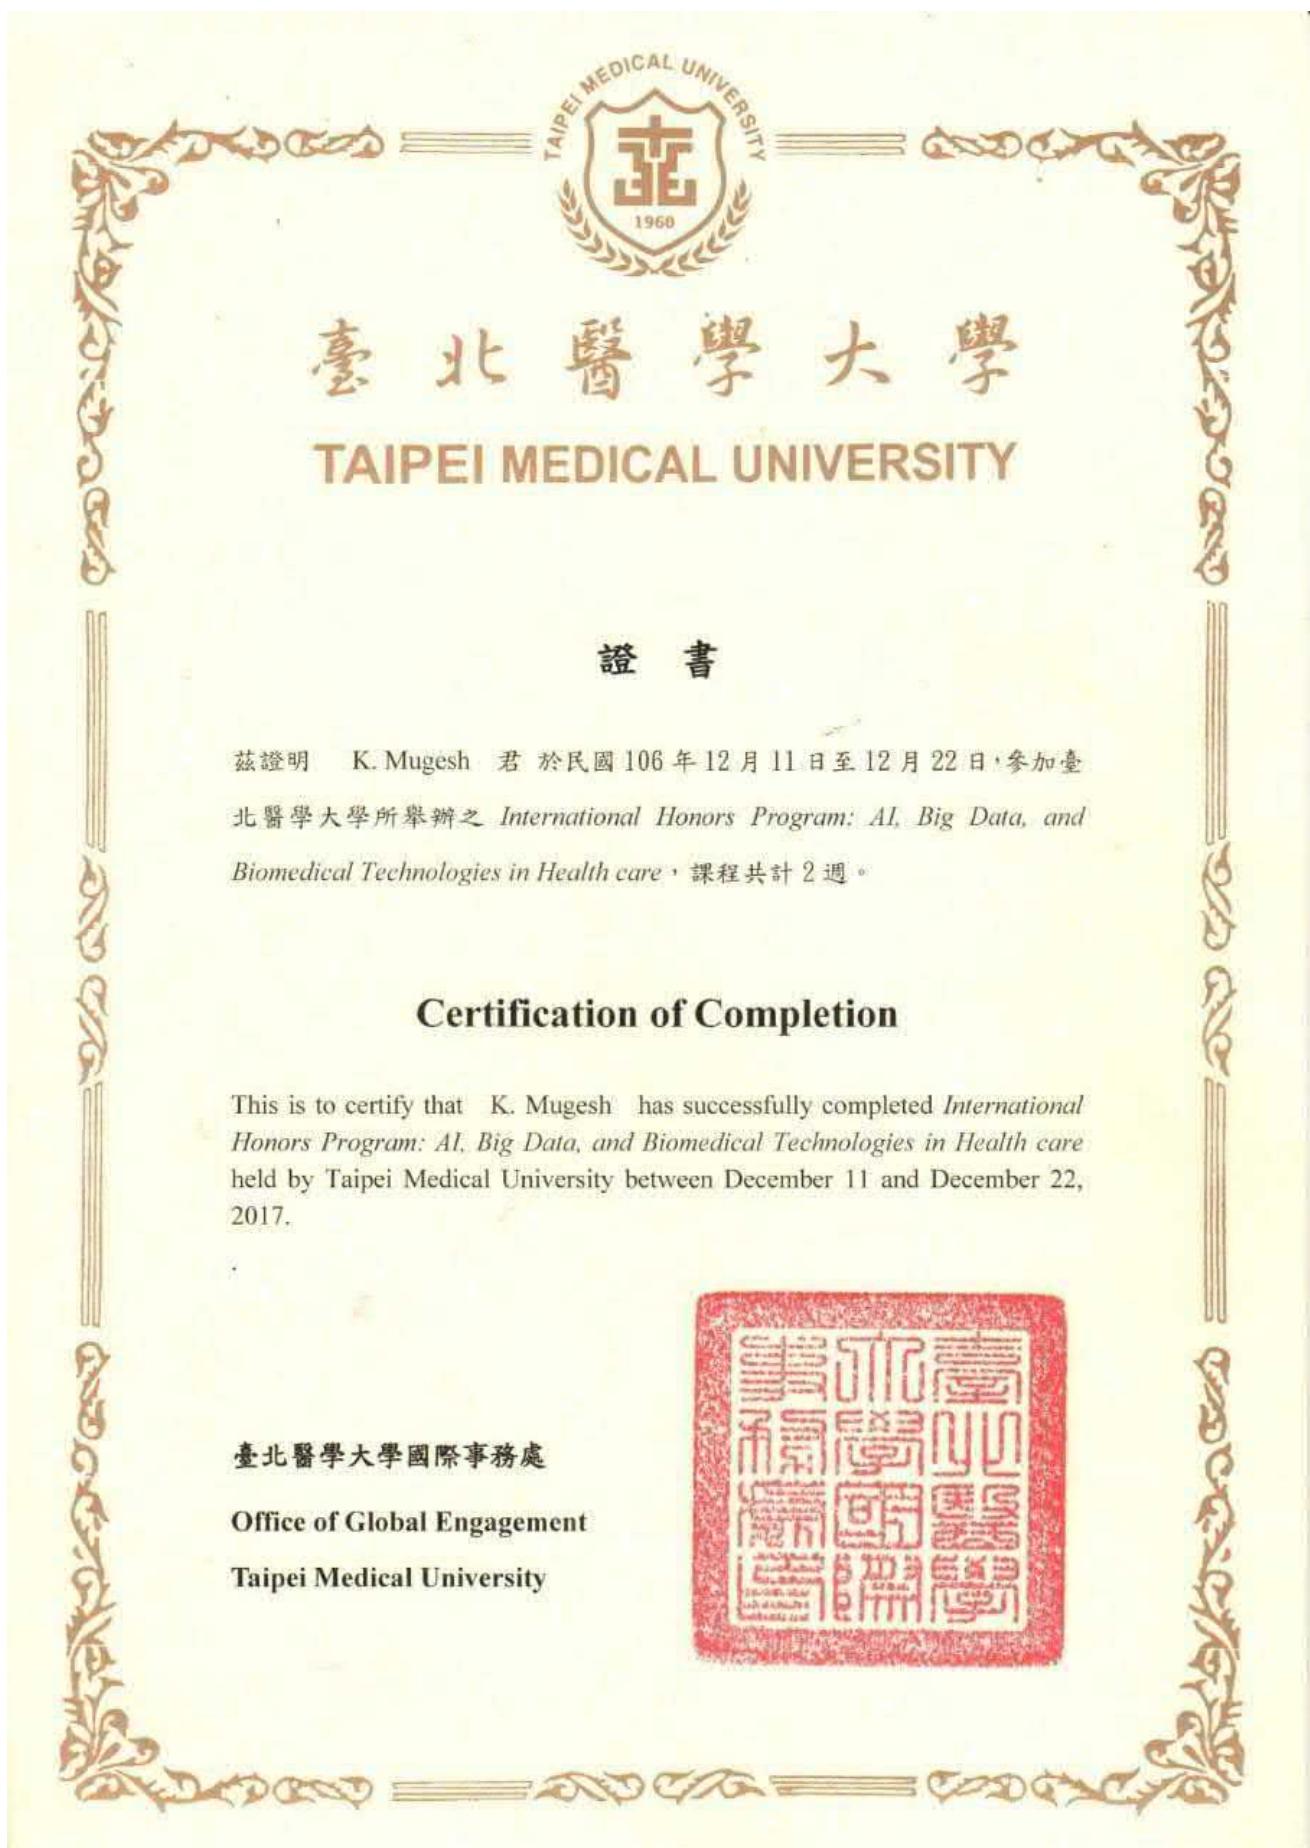 TAIPEI MEDICAL UNIVERSITY
1960
臺北醫學大學
TAIPEI MEDICAL UNIVERSITY
證 書
茲證明 K. Mugesh 君 於民國 106 年 12 月 11 日至 12 月 22 日，參加臺
北醫學大學所舉辦之 International Honors Program: AI, Big Data, and
Biomedical Technologies in Health care，課程共計 2 週。
Certification of Completion
This is to certify that K. Mugesh has successfully completed International
Honors Program: AI, Big Data, and Biomedical Technologies in Health care
held by Taipei Medical University between December 11 and December 22,
2017.
.
臺北醫學大學國際事務處
Office of Global Engagement
Taipei Medical University